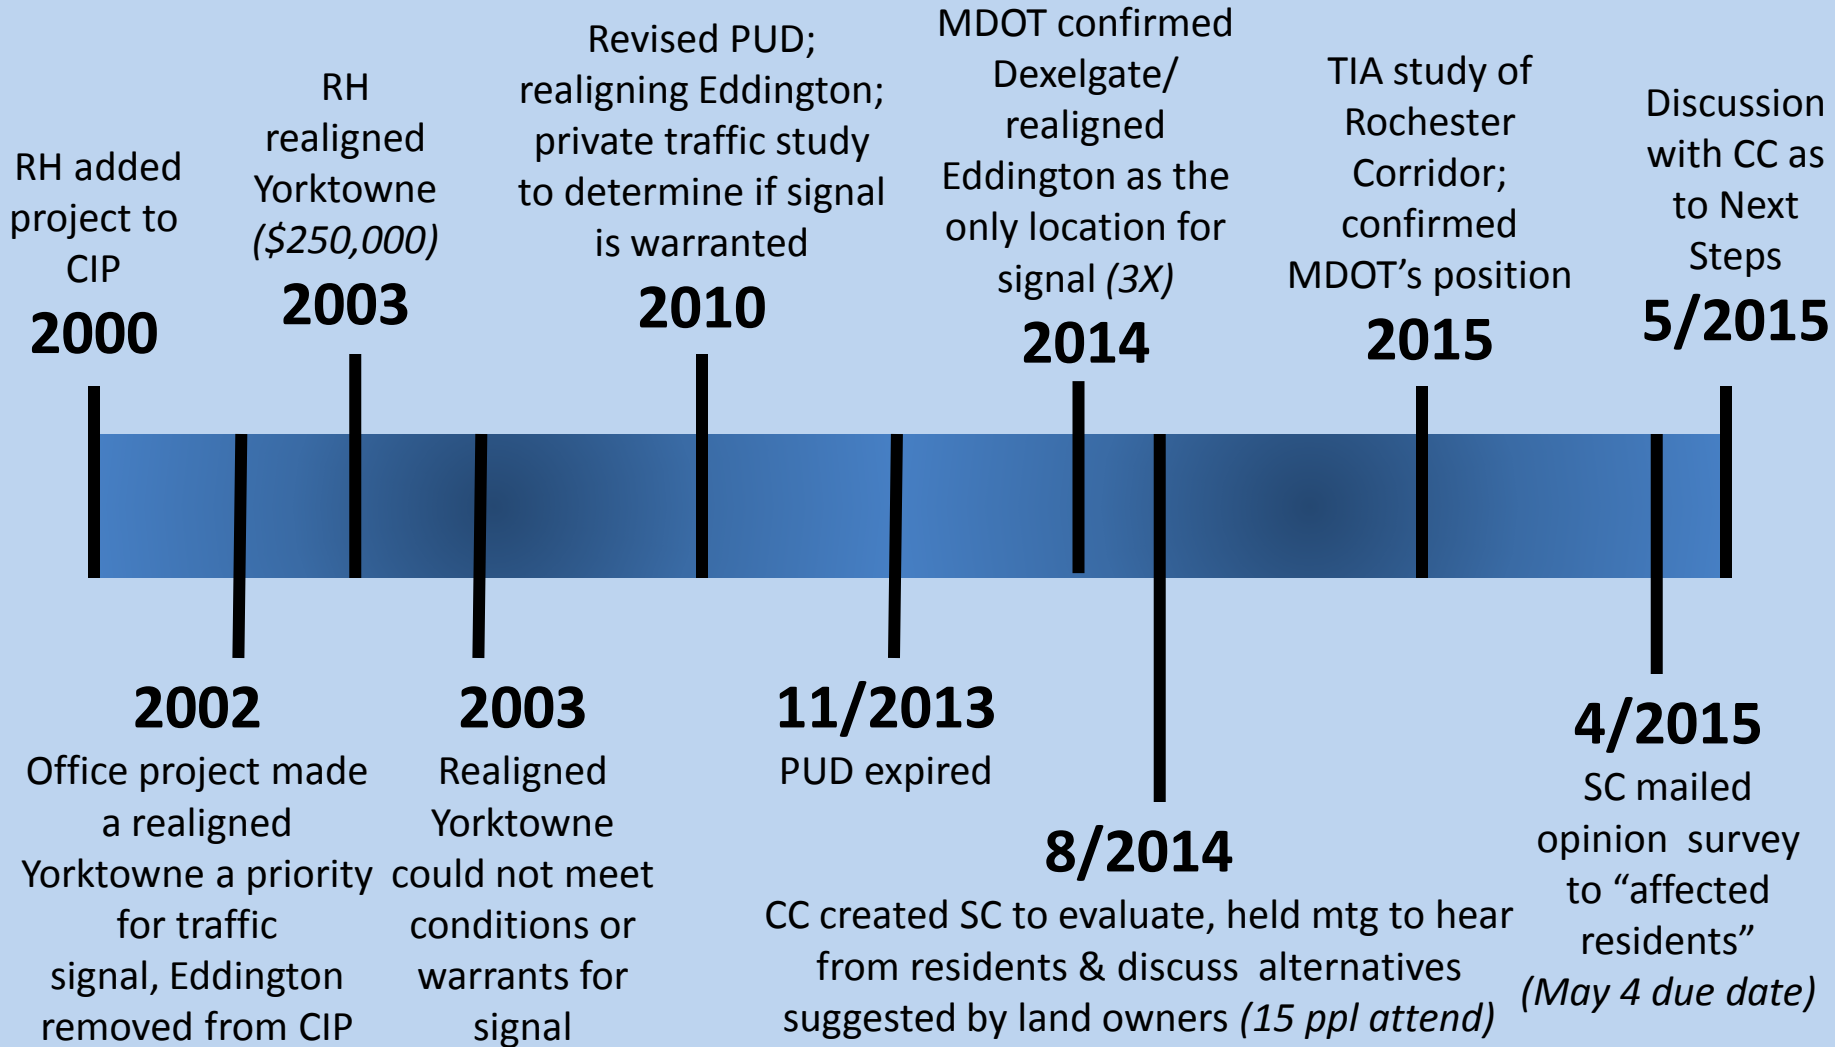 RH added
project to
CIP
2000
RH
realigned
Yorktowne
($250,000)
2003
Revised PUD;
realigning Eddington;
private traffic study
to determine if signal
is warranted
2010
MDOT confirmed
Dexelgate/
realigned
Eddington as the
only location for
signal (3X)
2014
TIA study of
Rochester
Corridor;
confirmed
MDOT’s position
2015
Discussion
with CC as
to Next
Steps
5/2015
2002
Office project made
a realigned
Yorktowne a priority
for traffic
signal, Eddington
removed from CIP
2003
Realigned
Yorktowne
could not meet
conditions or
warrants for
signal
11/2013
PUD expired
8/2014
CC created SC to evaluate, held mtg to hear
from residents & discuss alternatives
suggested by land owners (15 ppl attend)
4/2015
SC mailed
opinion survey
to “affected
residents”
(May 4 due date)